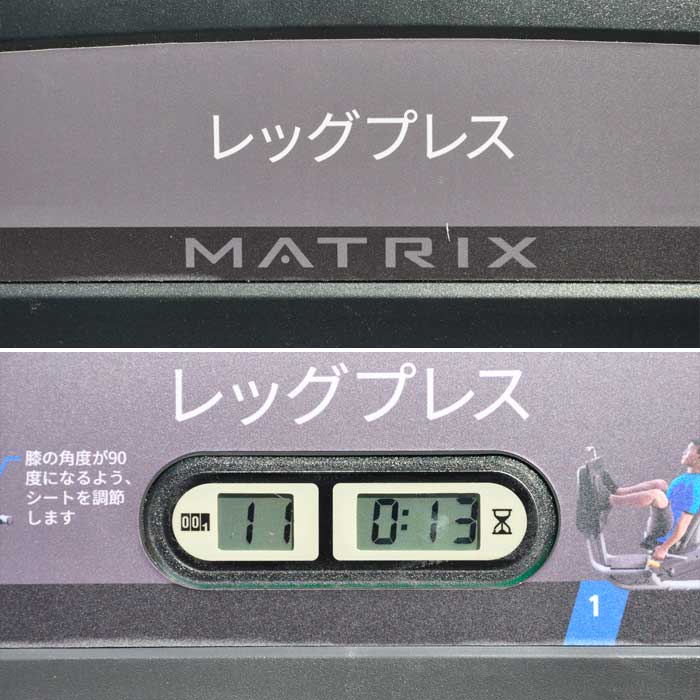 レッグプレス
MATRIX
レッグプレス
膝の角度が90
度になるよう、
シートを調節
します
001
11
0:13
1